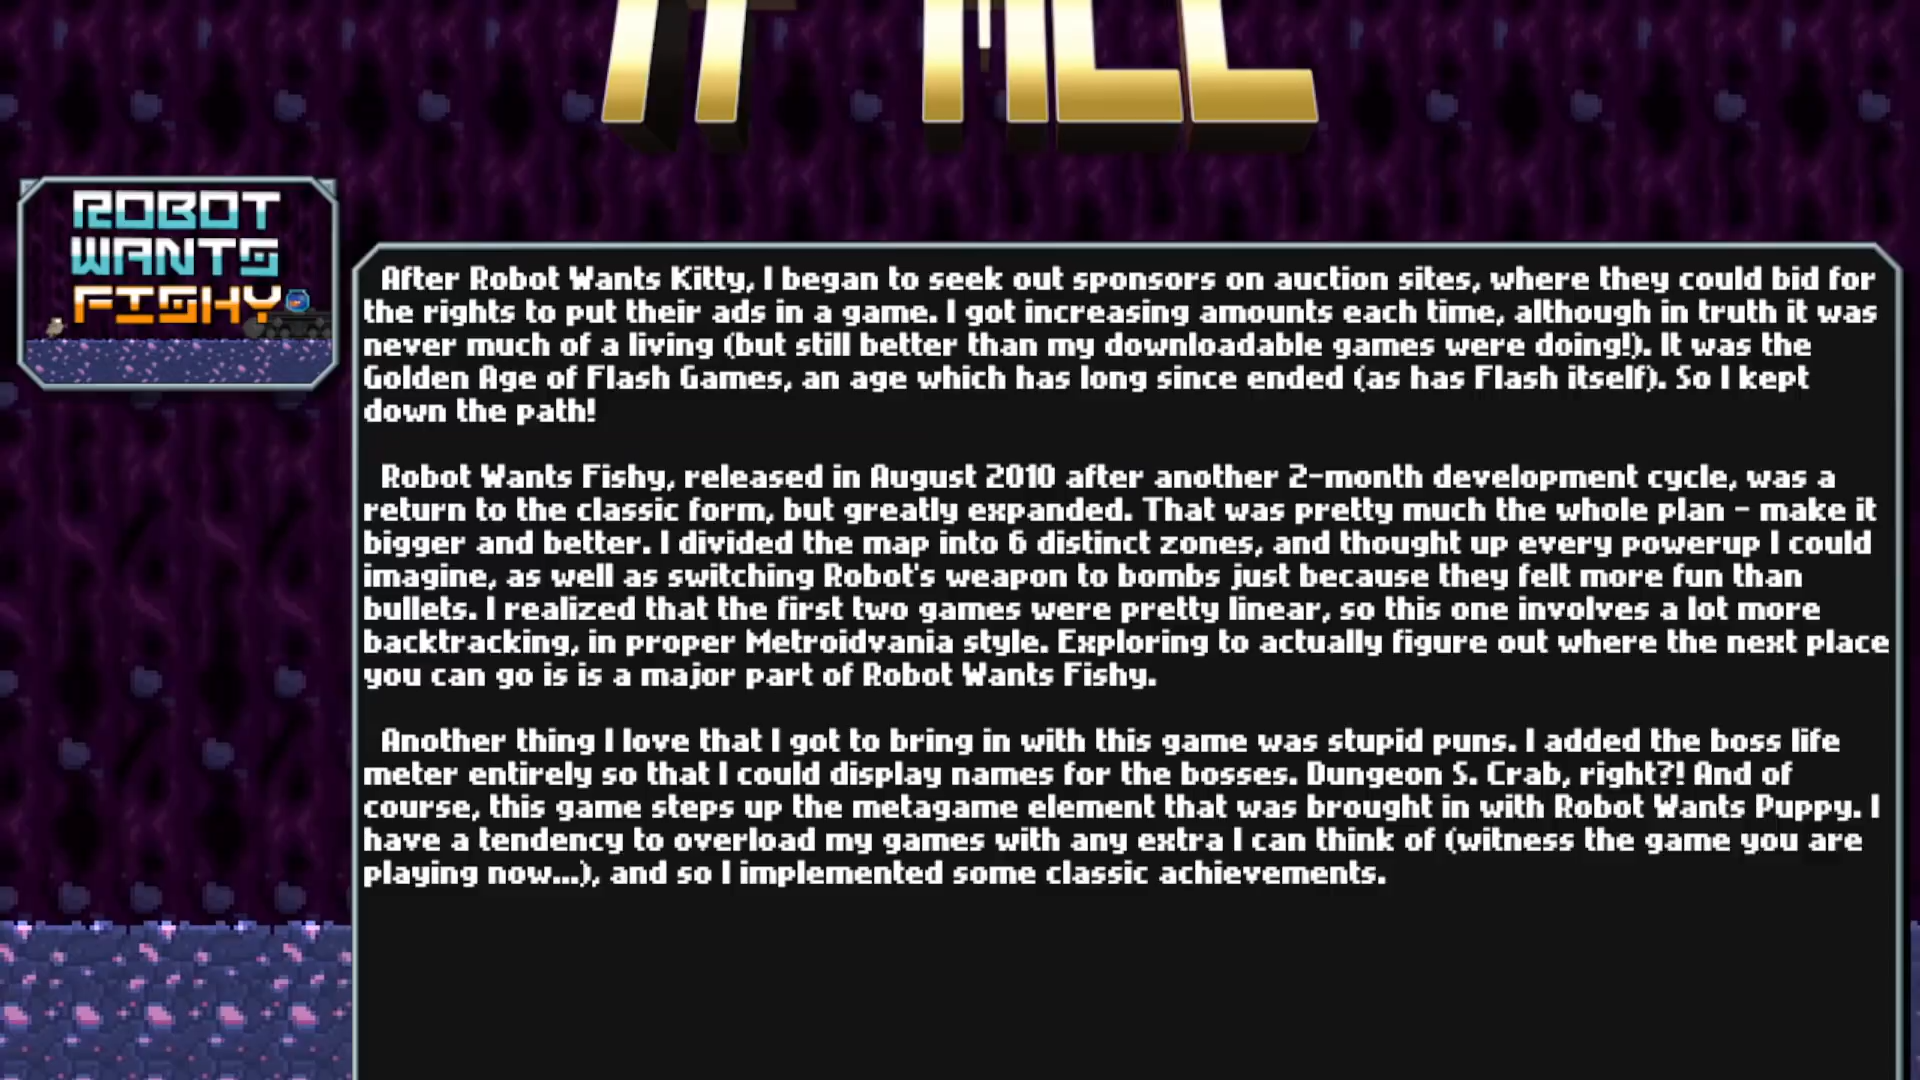 IT ALL
ROBOT
WANTS
FISHY
After Robot Wants Kitty, I began to seek out sponsors on auction sites, where they could bid for
the rights to put their ads in a game. I got increasing amounts each time, although in truth it was
never much of a living (but still better than my downloadable games were doing!). It was the
Golden Age of Flash Games, an age which has long since ended (as has Flash itself). So I kept
down the path!
Robot Wants Fishy, released in August 2010 after another 2-month development cycle, was a
return to the classic form, but greatly expanded. That was pretty much the whole plan - make it
bigger and better. I divided the map into 6 distinct zones, and thought up every powerup I could
imagine, as well as switching Robot's weapon to bombs just because they felt more fun than
bullets. I realized that the first two games were pretty linear, so this one involves a lot more
backtracking, in proper Metroidvania style. Exploring to actually figure out where the next place
you can go is is a major part of Robot Wants Fishy.
Another thing I love that I got to bring in with this game was stupid puns. I added the boss life
meter entirely so that I could display names for the bosses. Dungeon S. Crab, right?! And of
course, this game steps up the metagame element that was brought in with Robot Wants Puppy. I
have a tendency to overload my games with any extra I can think of (witness the game you are
playing now...), and so I implemented some classic achievements.